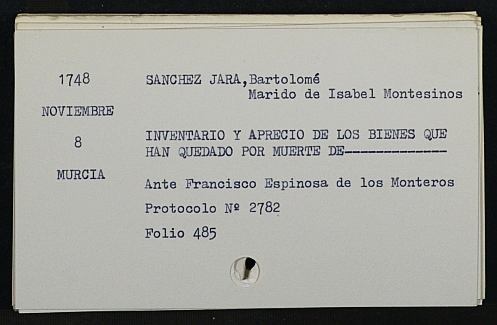 1748 SANCHEZ JARA, Bartolomé
Marido de Isabel Montesinos
NOVIEMBRE
8 INVENTARIO Y APRECIO DE LOS BIENES QUE
HAN QUEDADO POR MUERTE DE-------------
MURCIA
Ante Francisco Espinosa de los Monteros
Protocolo Nº 2782
Folio 485